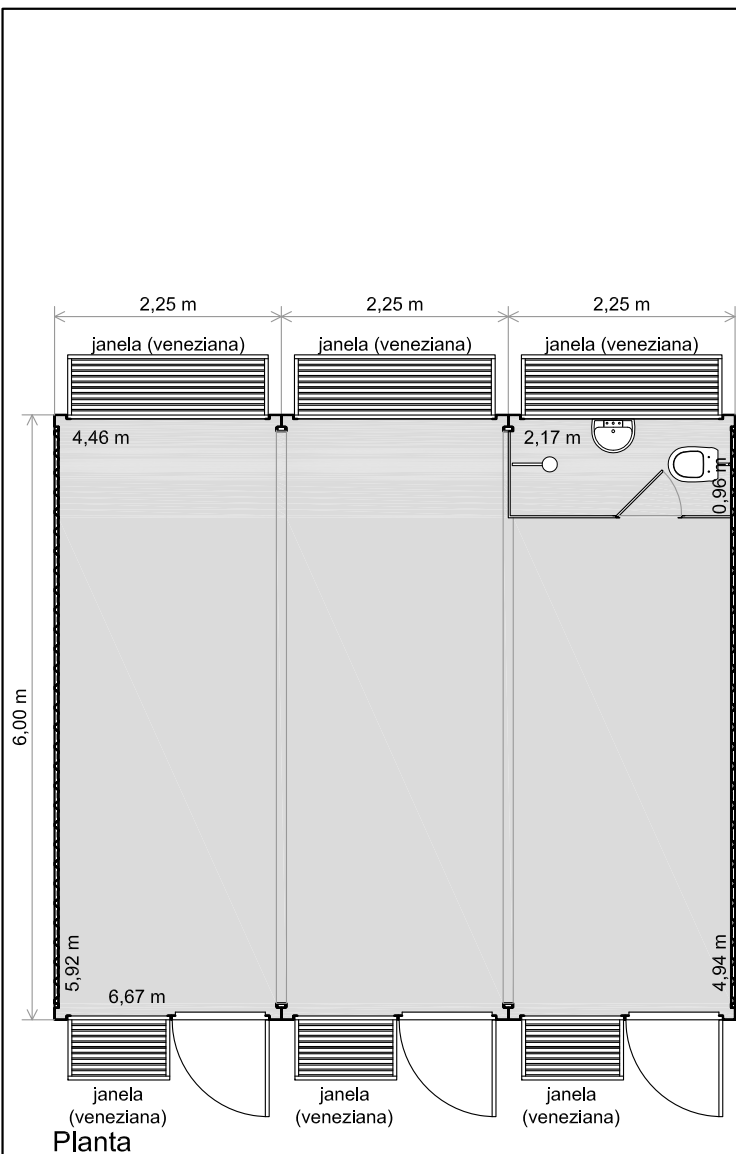 2,25 m 2,25 m 2,25 m
janela (veneziana) janela (veneziana) janela (veneziana)
4,46 m
2,17 m
0,96 m
6,00 m
5,92 m
4,94 m
6,67 m
janela
(veneziana)
janela
(veneziana)
janela
(veneziana)
Planta